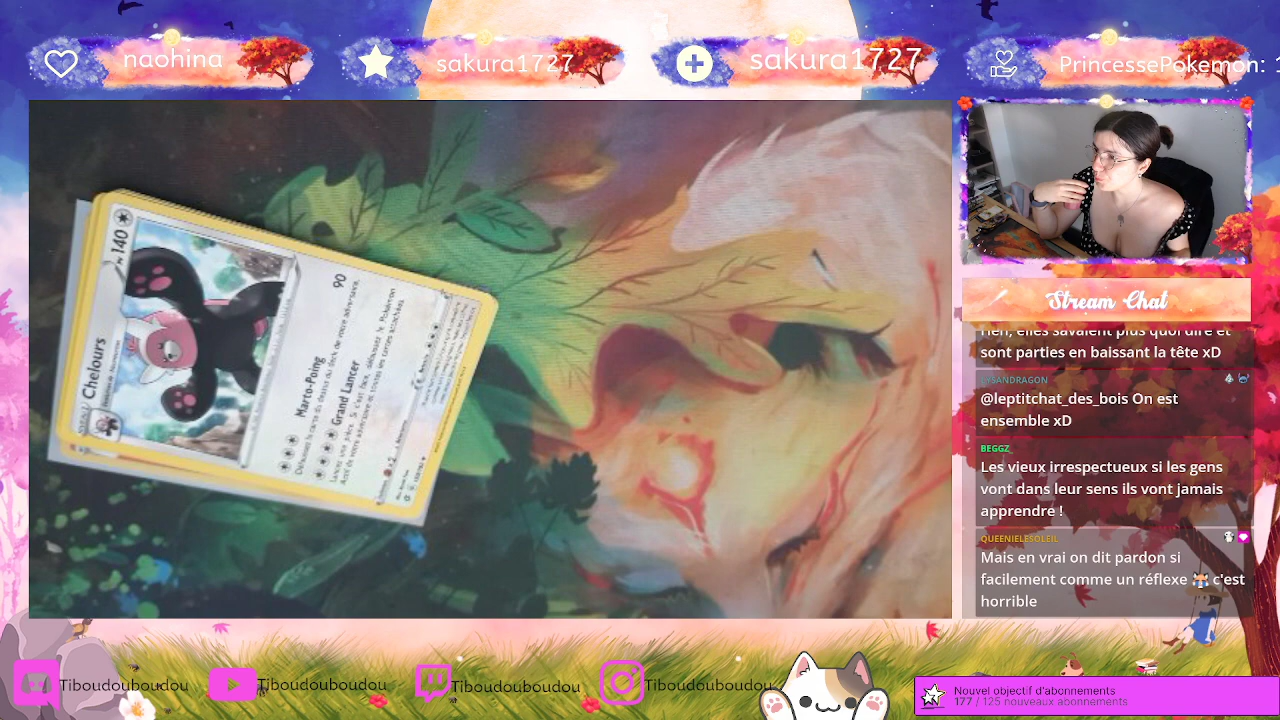 naohina
sakura1727
sakura1727
PrincessePokemon: 1
Chelours
PV 140
Marto-Poing
90
Grand Lancer
Stream Chat
rien, elles savaient plus quoi dire et
sont parties en baissant la tête xD
LYSANDRAGON
@leptitchat_des_bois On est
ensemble xD
BEGGZ
Les vieux irrespectueux si les gens
vont dans leur sens ils vont jamais
apprendre !
QUEENIELESOLEIL
Mais en vrai on dit pardon si
facilement comme un réflexe c'est
horrible
Tiboudouboudou
Tiboudouboudou
Tiboudouboudou
Tiboudouboudou
Nouvel objectif d'abonnements
177 / 125 nouveaux abonnements